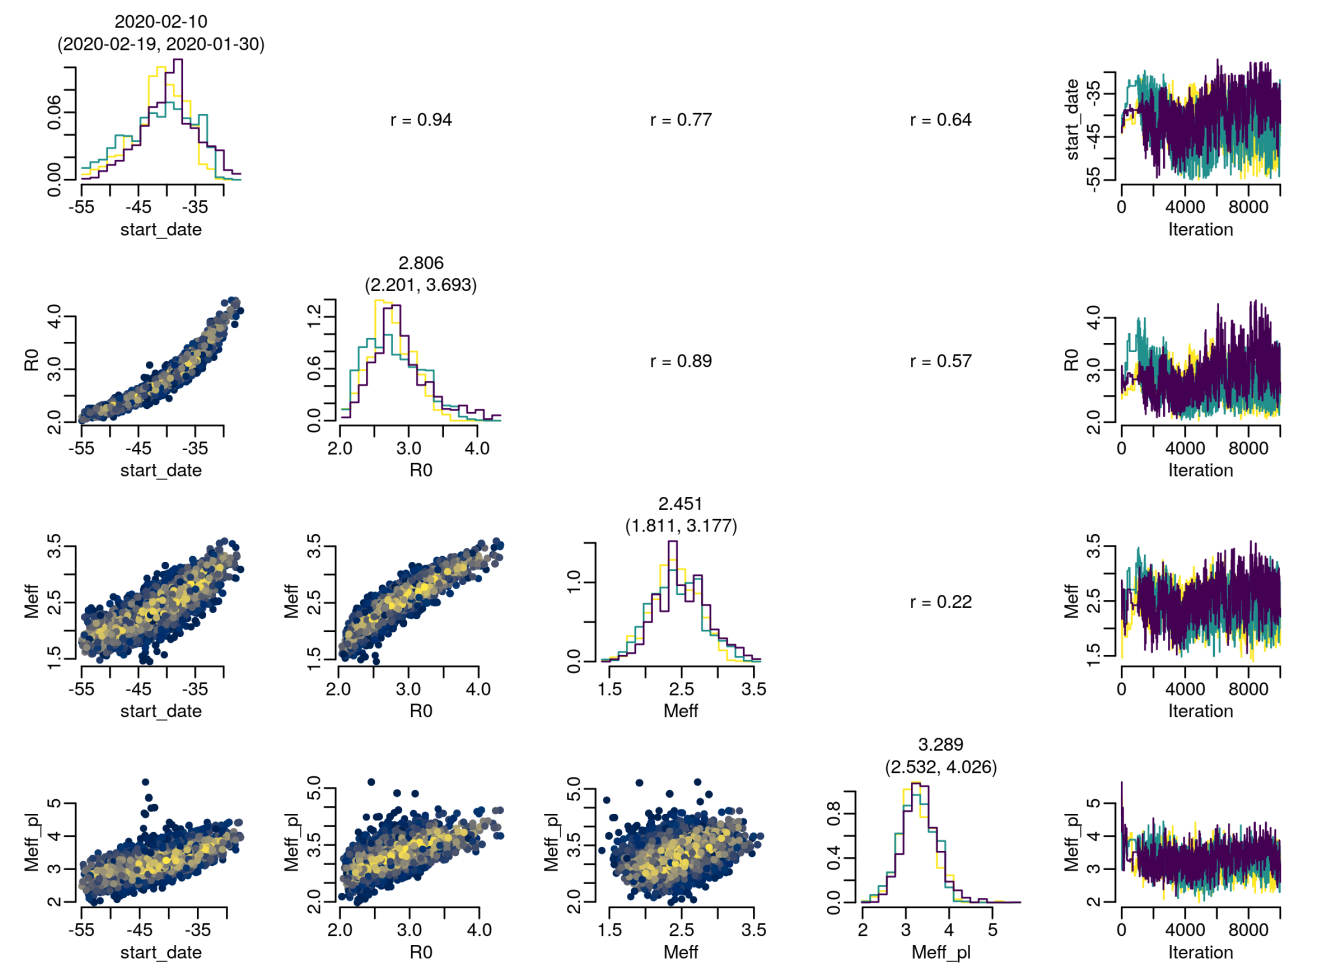 2020-02-10
(2020-02-19, 2020-01-30)
0.00 0.06
-55 -45 -35
start_date
r = 0.94
r = 0.77
r = 0.64
start_date
-55 -45 -35
0 4000 8000
Iteration
R0
2.0 3.0 4.0
-55 -45 -35
start_date
2.806
(2.201, 3.693)
0.0 0.6 1.2
2.0 3.0 4.0
R0
r = 0.89
r = 0.57
R0
2.0 3.0 4.0
0 4000 8000
Iteration
Meff
1.5 2.5 3.5
-55 -45 -35
start_date
Meff
1.5 2.5 3.5
2.0 3.0 4.0
R0
2.451
(1.811, 3.177)
0.0 1.0
1.5 2.5 3.5
Meff
r = 0.22
Meff
1.5 2.5 3.5
0 4000 8000
Iteration
Meff_pl
2 3 4 5
-55 -45 -35
start_date
Meff_pl
2.0 3.5 5.0
2.0 3.0 4.0
R0
Meff_pl
2.0 3.5 5.0
1.5 2.5 3.5
Meff
3.289
(2.532, 4.026)
0.0 0.4 0.8
2 3 4 5
Meff_pl
Meff_pl
2 3 4 5
0 4000 8000
Iteration